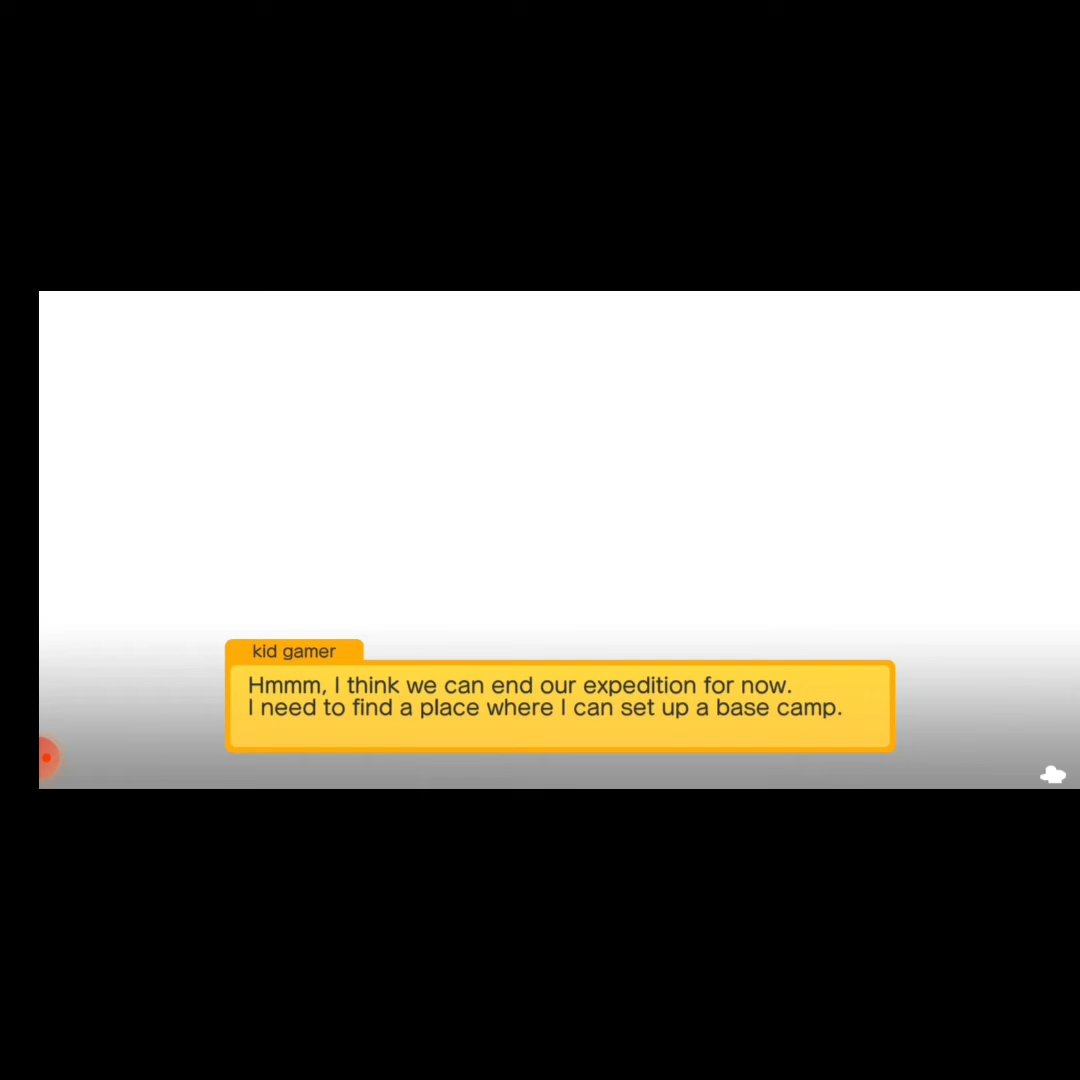 kid gamer
Hmmm, I think we can end our expedition for now.
I need to find a place where I can set up a base camp.